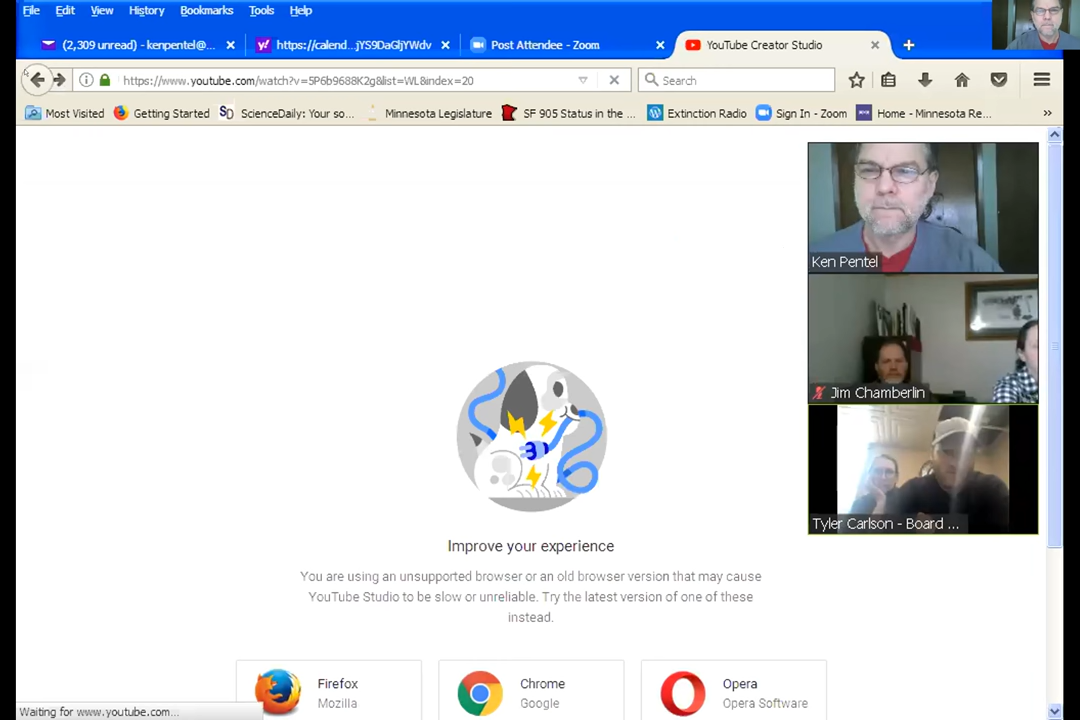 File Edit View History Bookmarks Tools Help
(2,309 unread) - kenpentel@...
https://calend...jYS9DaGljYWdv
Post Attendee - Zoom
YouTube Creator Studio
https://www.youtube.com/watch?v=5P6b9688K2g&list=WL&index=20
Search
Most Visited Getting Started SD ScienceDaily: Your so... Minnesota Legislature SF 905 Status in the ... Extinction Radio Sign In - Zoom Home - Minnesota Re...
Ken Pentel
Jim Chamberlin
Tyler Carlson - Board ...
Improve your experience
You are using an unsupported browser or an old browser version that may cause
YouTube Studio to be slow or unreliable. Try the latest version of one of these
instead.
Firefox
Mozilla
Chrome
Google
Opera
Opera Software
Waiting for www.youtube.com...